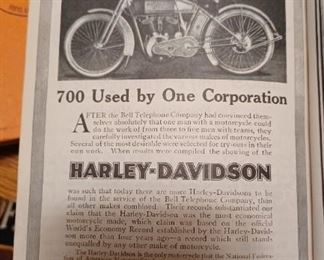 700 Used by One Corporation
AFTER the Bell Telephone Company had convinced them-
selves absolutely that one man with a motorcycle could
do the work of from three to five men with teams, they
carefully investigated the various makes of motorcycles.
Several of the most desirable were selected for try-outs in their
own work. When results were compiled the showing of the
HARLEY-DAVIDSON
was such that today there are more Harley-Davidsons to be
found in the service of the Bell Telephone Company, than
all other makes combined. Their records substantiated our
claim that the Harley-Davidson was the most economical
motorcycle made, which claim was based on the official
World's Economy Record established by the Harley-David-
son more than four years ago—a record which still stands
unequalled by any other make of motorcycle.
The Harley-Davidson is the only motorcycle that the Nation-